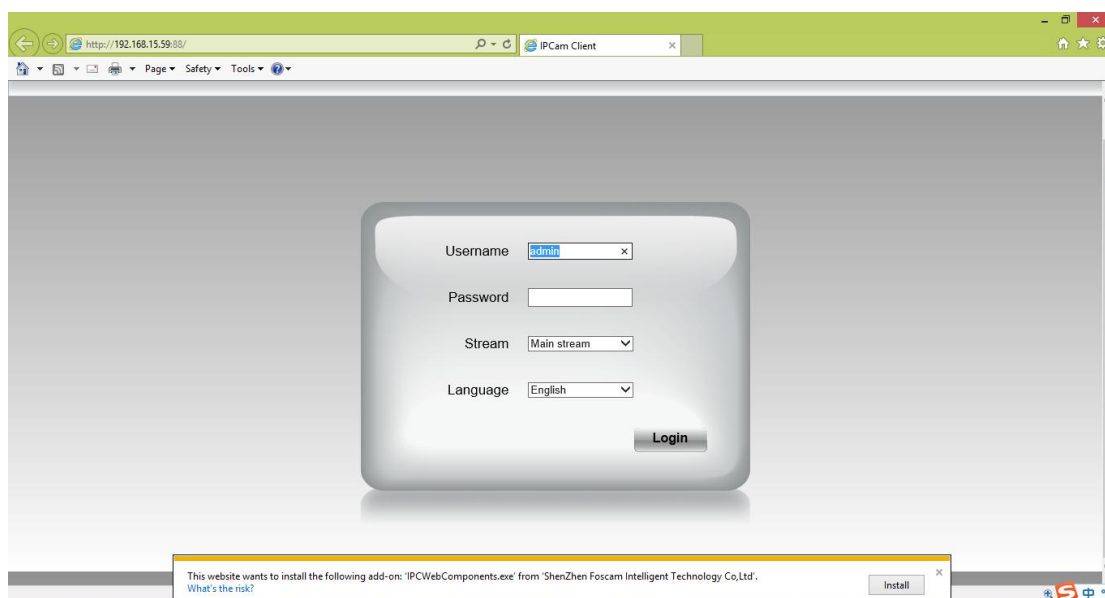 http://192.168.15.59:88/
IPCam Client
Page Safety Tools
Username admin
Password
Stream Main stream
Language English
Login
This website wants to install the following add-on: 'IPCWebComponents.exe' from 'ShenZhen Foscam Intelligent Technology Co,Ltd'.
What's the risk?
Install
中